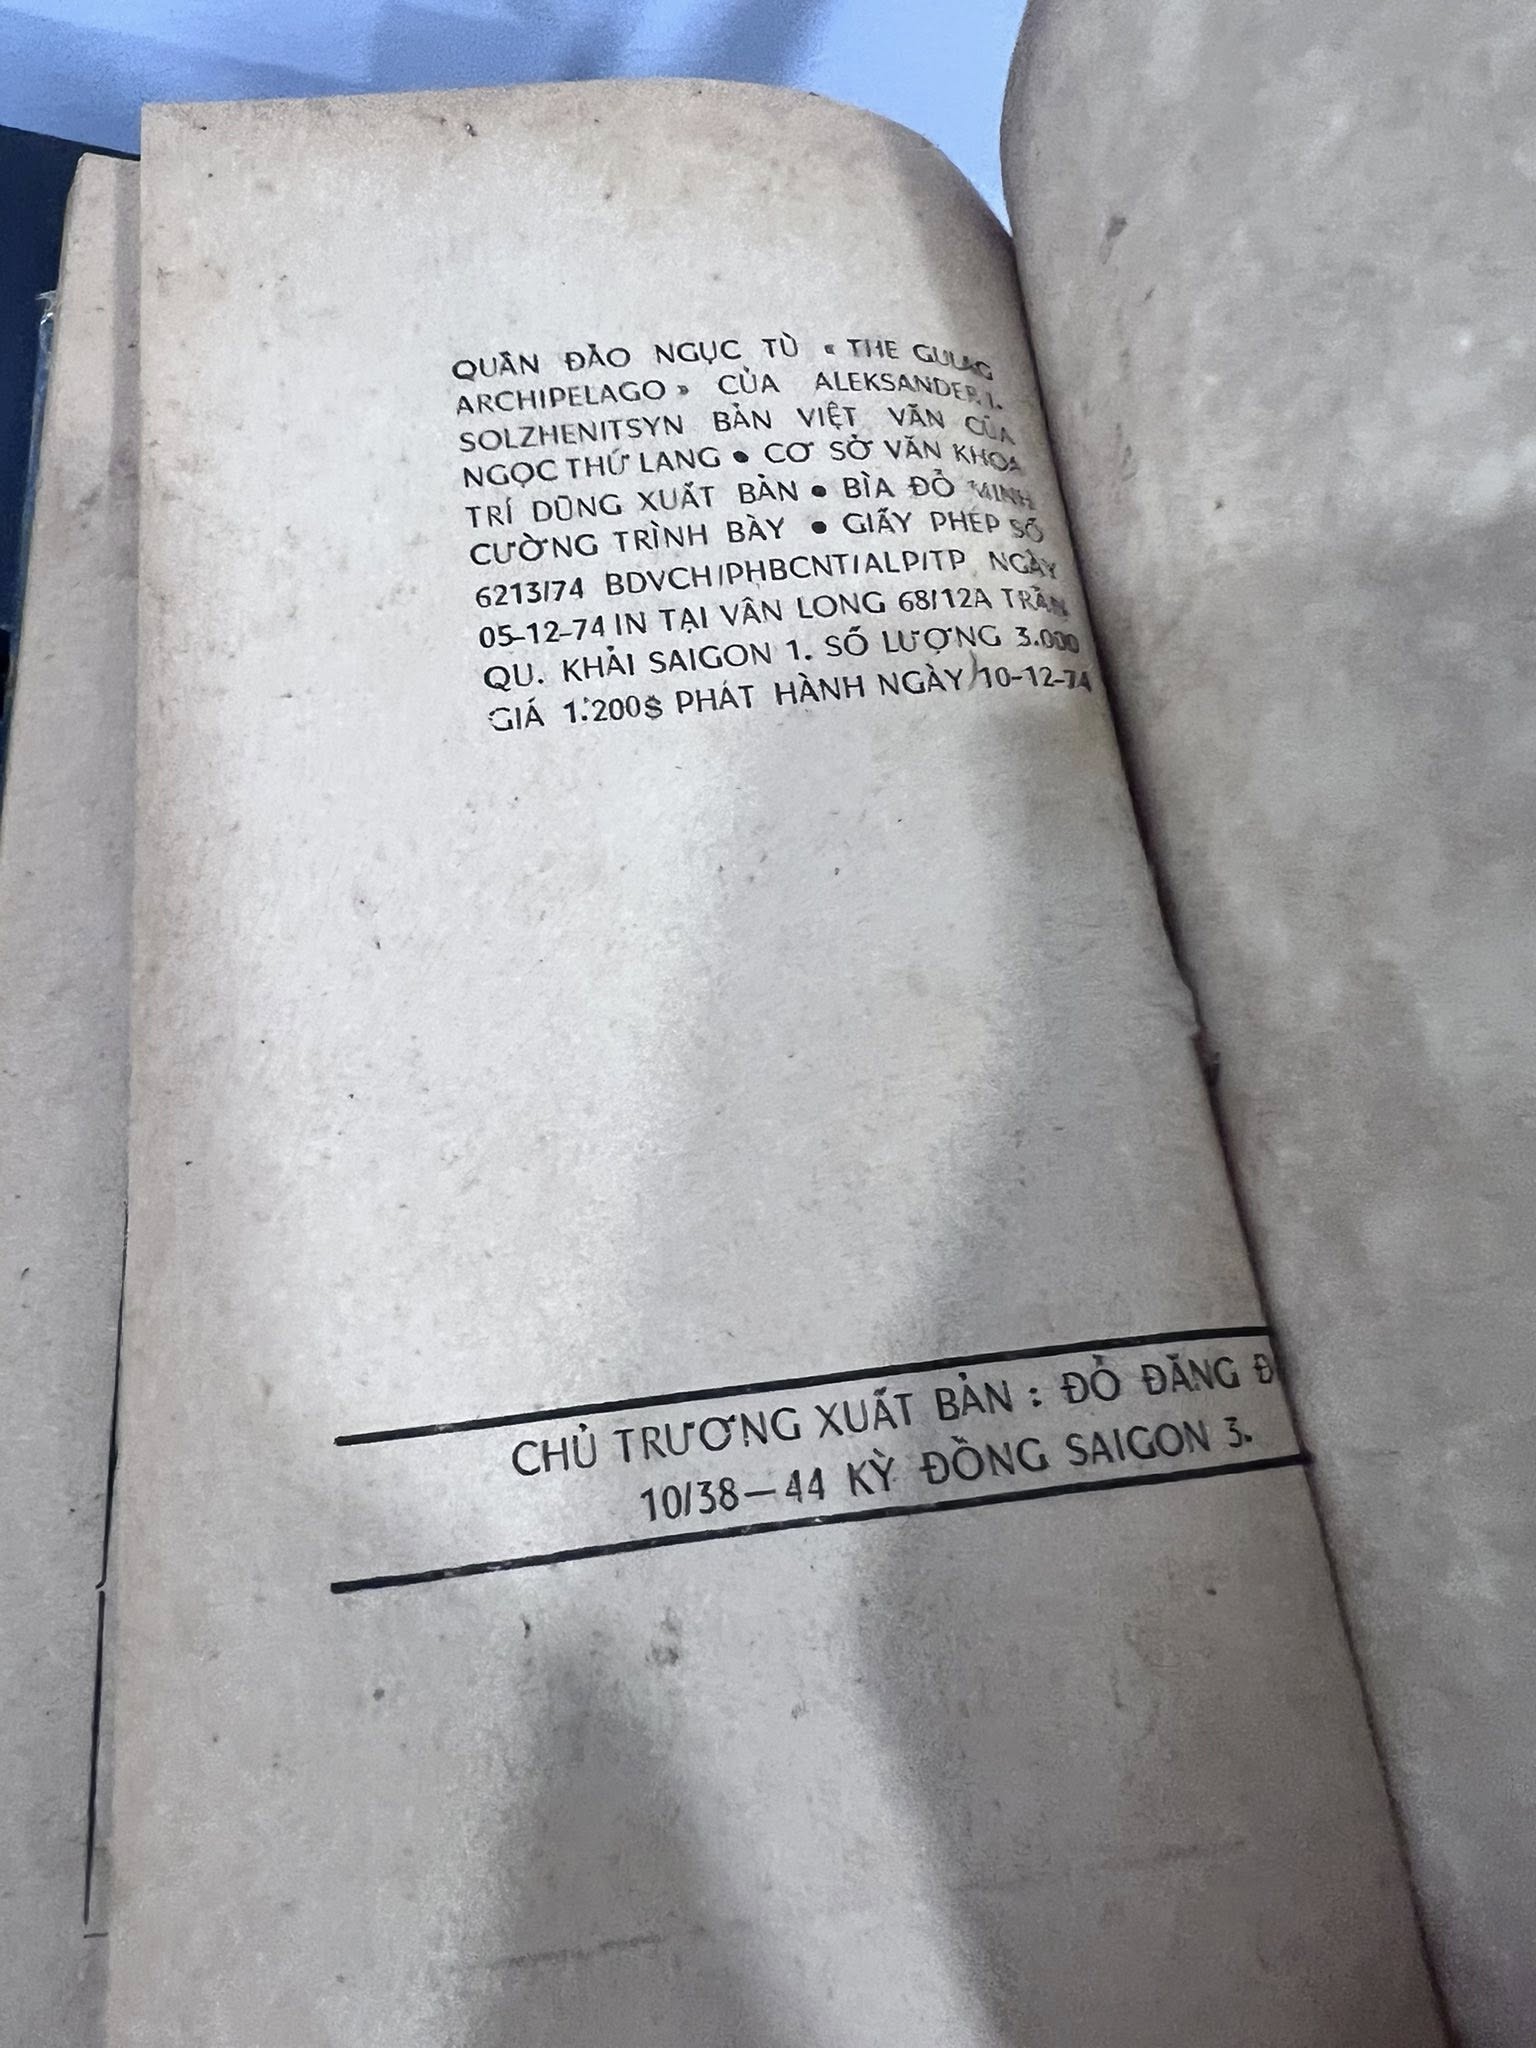 QUẦN ĐẢO NGỤC TÙ « THE GULAG
ARCHIPELAGO » CỦA ALEKSANDER I.
SOLZHENITSYN BẢN VIỆT VĂN CỦA
NGỌC THỨ LANG ● CƠ SỞ VĂN KHOA
TRÍ DŨNG XUẤT BẢN ● BÌA ĐỖ MINH
CƯỜNG TRÌNH BÀY ● GIẤY PHÉP SỐ
6213/74 BDVCH/PHBCNT/ALP/TP NGÀY
05-12-74 IN TẠI VÂN LONG 68/12A TRẦN
QU. KHẢI SAIGON 1. SỐ LƯỢNG 3.000
GIÁ 1.200$ PHÁT HÀNH NGÀY 10-12-74
CHỦ TRƯƠNG XUẤT BẢN : ĐỖ ĐĂNG
10/38—44 KỲ ĐỒNG SAIGON 3.